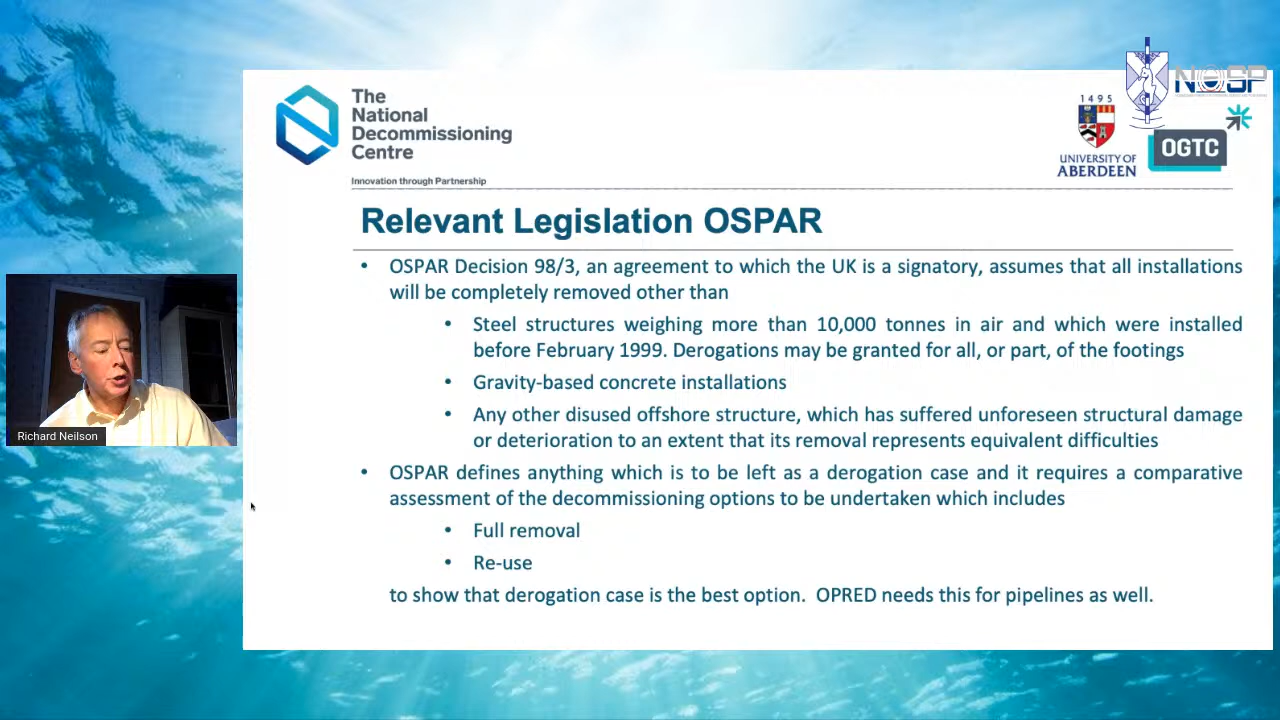 The
National
Decommissioning
Centre
Innovation through Partnership
1495
UNIVERSITY OF
ABERDEEN
NOSP
OGTC
Relevant Legislation OSPAR
• OSPAR Decision 98/3, an agreement to which the UK is a signatory, assumes that all installations
will be completely removed other than
• Steel structures weighing more than 10,000 tonnes in air and which were installed
before February 1999. Derogations may be granted for all, or part, of the footings
• Gravity-based concrete installations
• Any other disused offshore structure, which has suffered unforeseen structural damage
or deterioration to an extent that its removal represents equivalent difficulties
• OSPAR defines anything which is to be left as a derogation case and it requires a comparative
assessment of the decommissioning options to be undertaken which includes
• Full removal
• Re-use
to show that derogation case is the best option. OPRED needs this for pipelines as well.
Richard Neilson